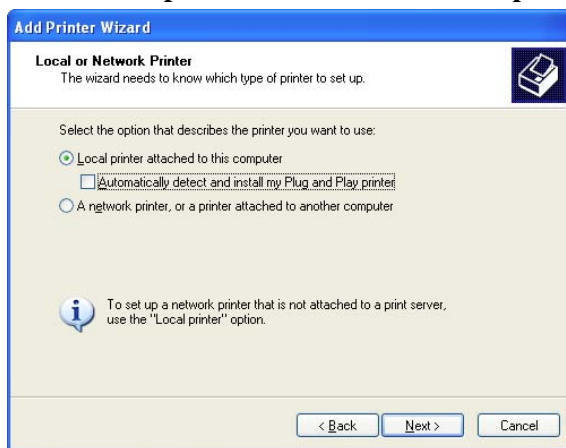 Add Printer Wizard
Local or Network Printer
The wizard needs to know which type of printer to set up.
Select the option that describes the printer you want to use:
Local printer attached to this computer
Automatically detect and install my Plug and Play printer
A network printer, or a printer attached to another computer
To set up a network printer that is not attached to a print server,
use the "Local printer" option.
< Back Next > Cancel